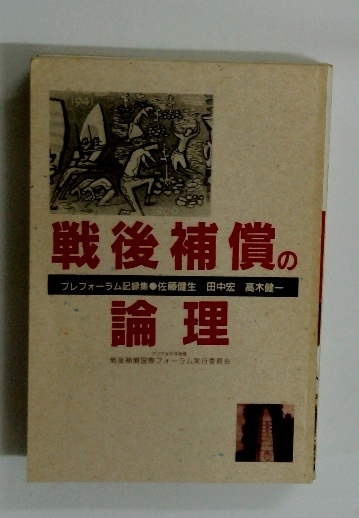 1941
戦後補償の
プレフォーラム記録集●佐藤健生 田中宏 高木健一
論理
戦後補償国際フォーラム実行委員会